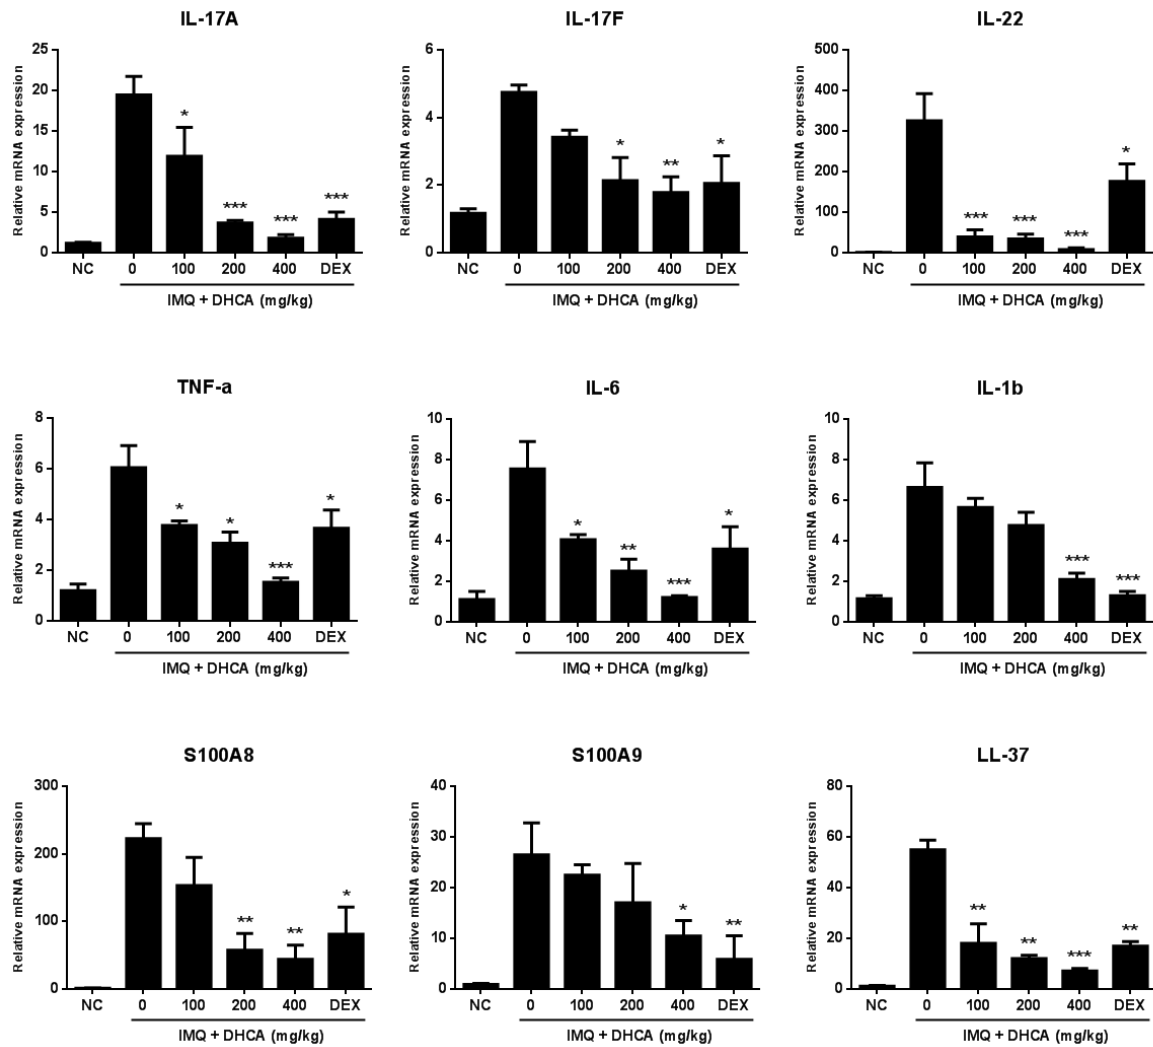 IL-17A
Relative mRNA expression
25
20
15
10
5
0
*
***
***
***
NC 0 100 200 400 DEX
IMQ + DHCA (mg/kg)
IL-17F
Relative mRNA expression
6
4
2
0
*
**
*
NC 0 100 200 400 DEX
IMQ + DHCA (mg/kg)
IL-22
Relative mRNA expression
500
400
300
200
100
0
***
***
***
*
NC 0 100 200 400 DEX
IMQ + DHCA (mg/kg)
TNF-a
Relative mRNA expression
8
6
4
2
0
*
*
***
*
NC 0 100 200 400 DEX
IMQ + DHCA (mg/kg)
IL-6
Relative mRNA expression
10
8
6
4
2
0
*
**
***
*
NC 0 100 200 400 DEX
IMQ + DHCA (mg/kg)
IL-1b
Relative mRNA expression
10
8
6
4
2
0
***
***
NC 0 100 200 400 DEX
IMQ + DHCA (mg/kg)
S100A8
Relative mRNA expression
300
200
100
0
**
**
*
NC 0 100 200 400 DEX
IMQ + DHCA (mg/kg)
S100A9
Relative mRNA expression
40
30
20
10
0
*
**
NC 0 100 200 400 DEX
IMQ + DHCA (mg/kg)
LL-37
Relative mRNA expression
80
60
40
20
0
**
**
***
**
NC 0 100 200 400 DEX
IMQ + DHCA (mg/kg)